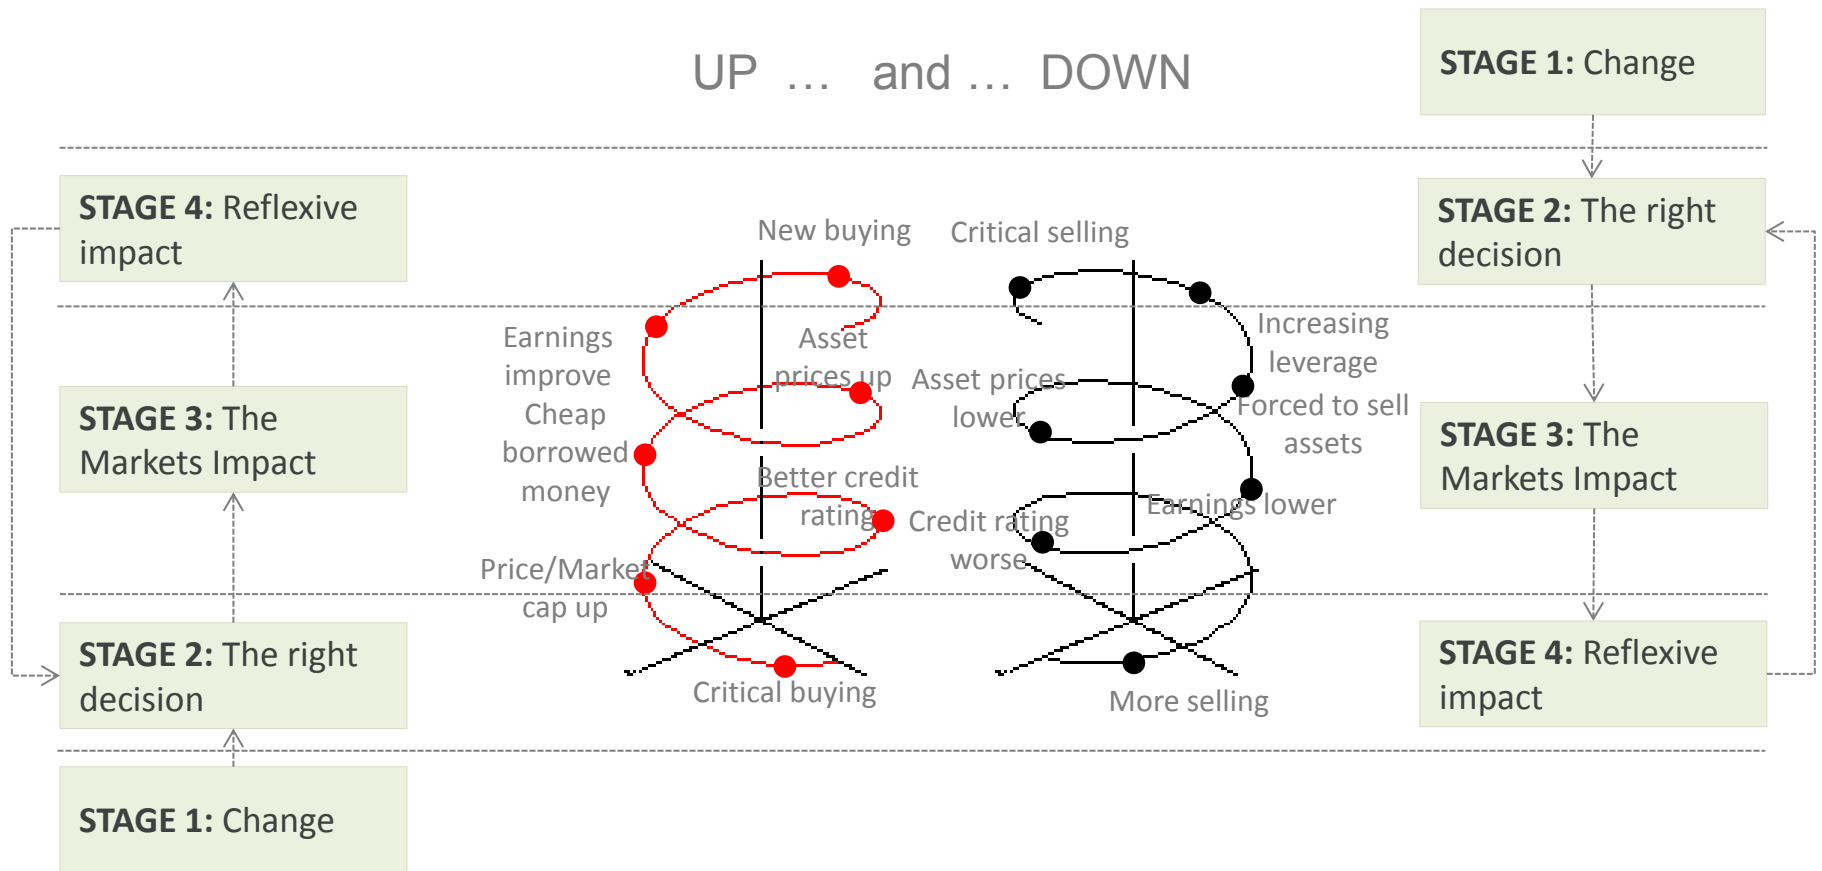 UP … and … DOWN
STAGE 1: Change
STAGE 4: Reflexive
impact
STAGE 3: The
Markets Impact
STAGE 2: The right
decision
STAGE 1: Change
New buying
Earnings
improve
Asset
prices up
Cheap
borrowed
money
Better credit
rating
Price/Market
cap up
Critical buying
Critical selling
Increasing
leverage
Asset prices
lower
Forced to sell
assets
Earnings lower
Credit rating
worse
More selling
STAGE 2: The right
decision
STAGE 3: The
Markets Impact
STAGE 4: Reflexive
impact